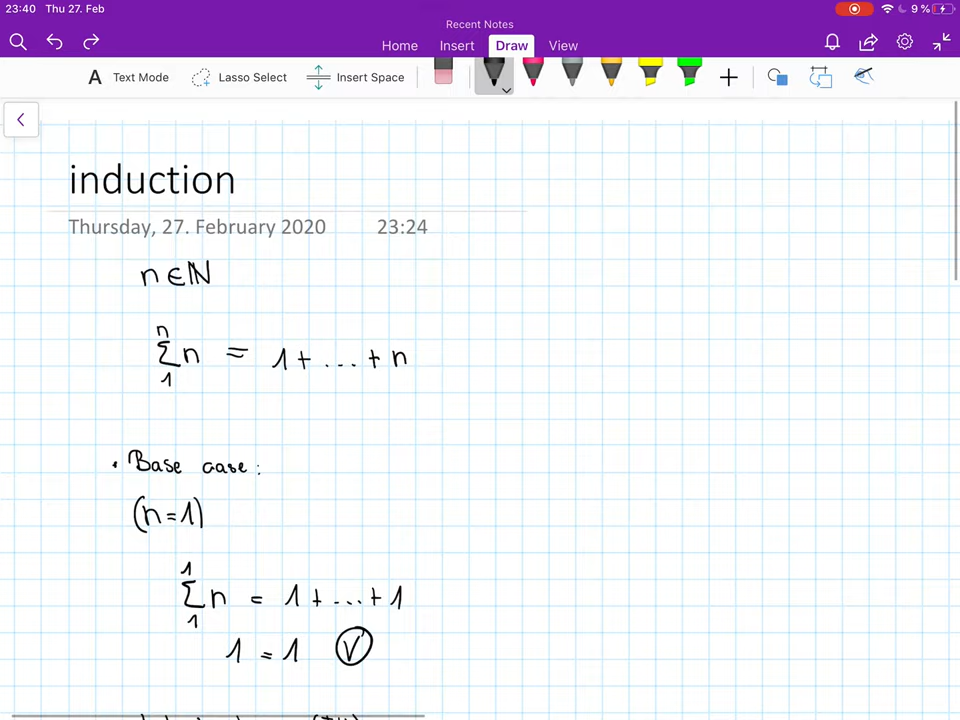 23:40 Thu 27. Feb 9 %
Recent Notes
Home Insert Draw View
A Text Mode Lasso Select Insert Space
induction
Thursday, 27. February 2020 23:24
n∈ℕ
n
Σ n = 1 + ... + n
1
• Base case:
(n=1)
1
Σ n = 1 + ... + 1
1
1 = 1 ✓